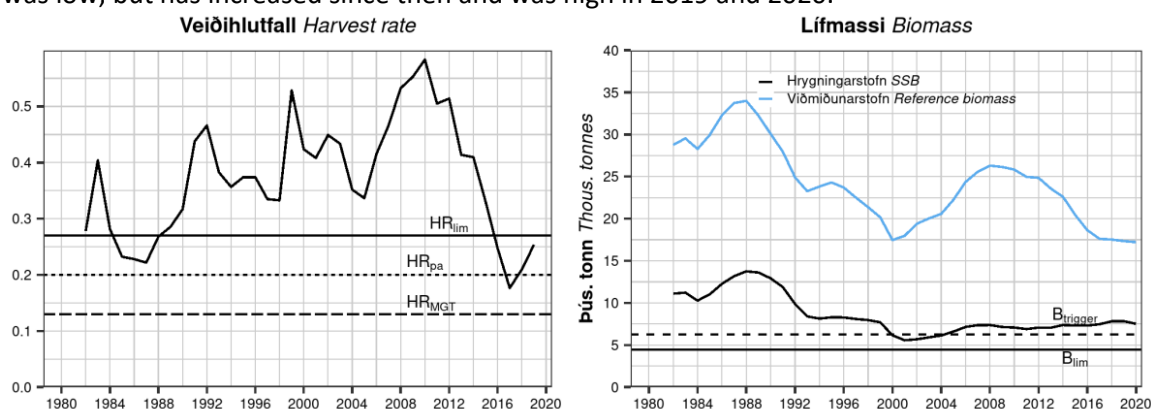 was low, but has increased since then and was high in 2019 and 2020.
Veiðihlutfall Harvest rate
0.5
0.4
0.3
0.2
0.1
0.0
HRlim
HRpa
HRMGT
1980 1984 1988 1992 1996 2000 2004 2008 2012 2016 2020
Lífmassi Biomass
Þús. tonn Thous. tonnes
40
35
30
25
20
15
10
5
0
Hrygningarstofn SSB
Viðmiðunarstofn Reference biomass
Btrigger
Blim
1980 1984 1988 1992 1996 2000 2004 2008 2012 2016 2020